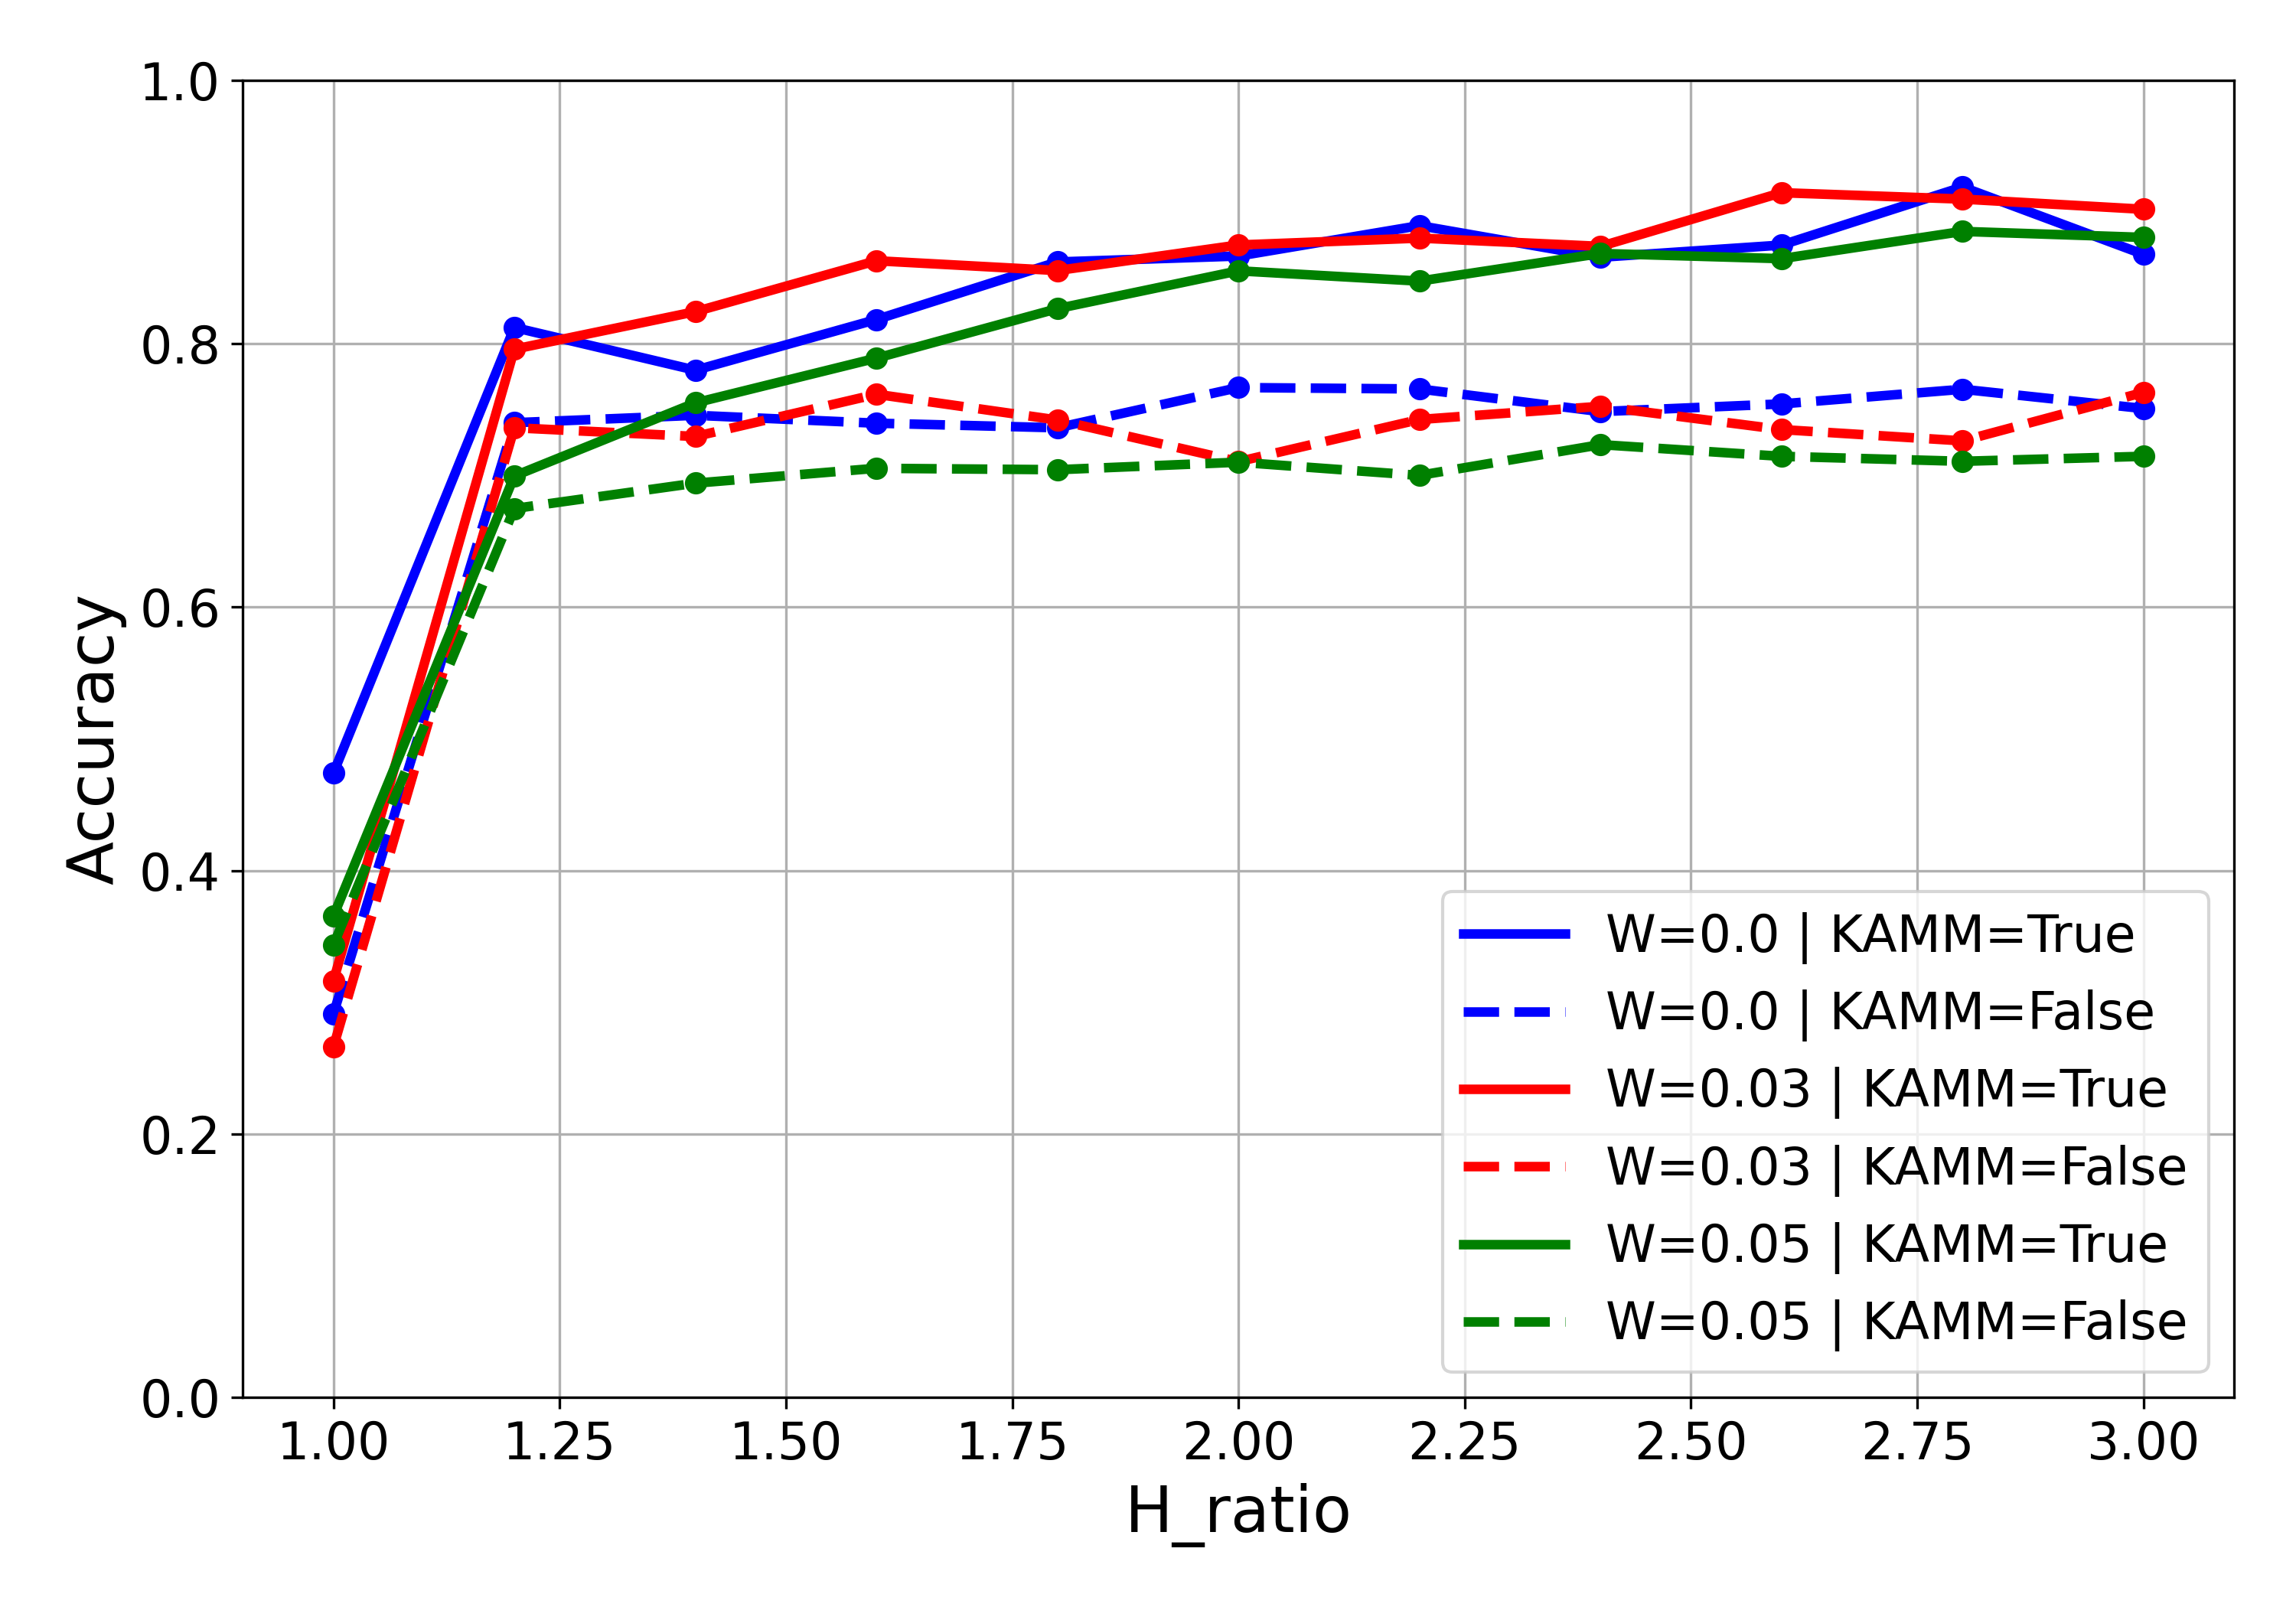 1.0
0.8
0.6
0.4
0.2
0.0
Accuracy
1.00 1.25 1.50 1.75 2.00 2.25 2.50 2.75 3.00
H_ratio
W=0.0 | KAMM=True
W=0.0 | KAMM=False
W=0.03 | KAMM=True
W=0.03 | KAMM=False
W=0.05 | KAMM=True
W=0.05 | KAMM=False